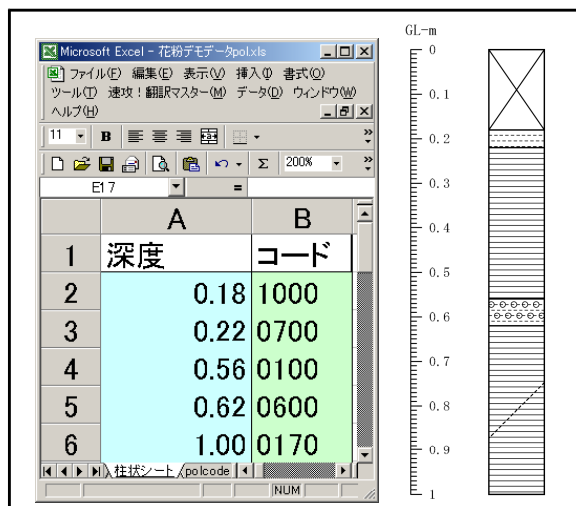 Microsoft Excel - 花粉デモデータpol.xls
ファイル(F) 編集(E) 表示(V) 挿入(I) 書式(O)
ツール(T) 速攻！翻訳マスター(M) データ(D) ウィンドウ(W)
ヘルプ(H)
11 B
Σ 200%
E17 =
A B
1 深度 コード
2 0.18 1000
3 0.22 0700
4 0.56 0100
5 0.62 0600
6 1.00 0170
柱状シート polcode
NUM
GL-m
0
0.1
0.2
0.3
0.4
0.5
0.6
0.7
0.8
0.9
1